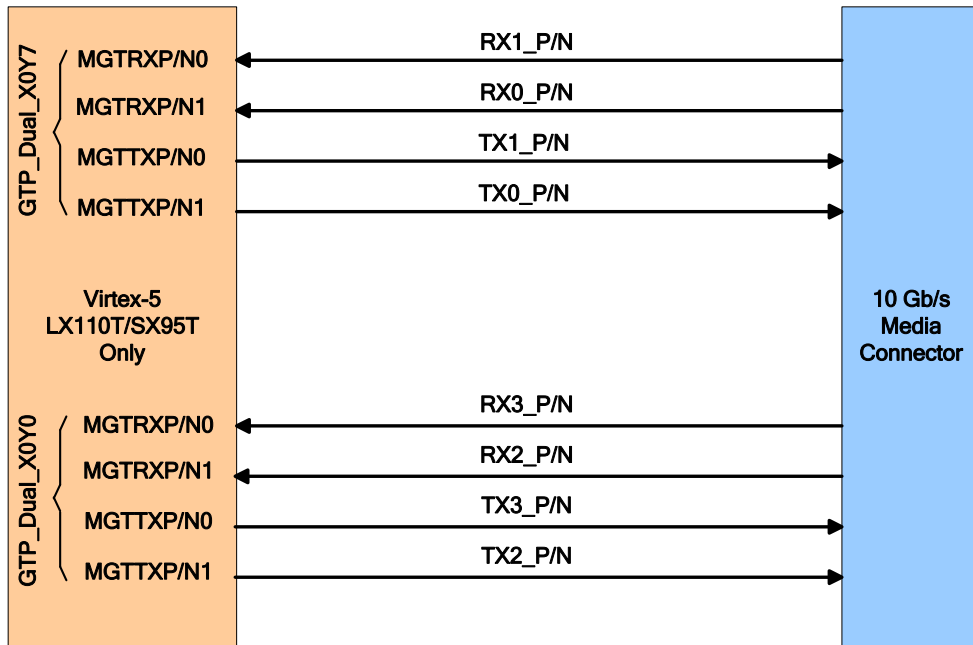 GTP_Dual_X0Y7
MGTRXP/N0
RX1_P/N
MGTRXP/N1
RX0_P/N
MGTTXP/N0
TX1_P/N
MGTTXP/N1
TX0_P/N
Virtex-5
LX110T/SX95T
Only
10 Gb/s
Media
Connector
GTP_Dual_X0Y0
MGTRXP/N0
RX3_P/N
MGTRXP/N1
RX2_P/N
MGTTXP/N0
TX3_P/N
MGTTXP/N1
TX2_P/N